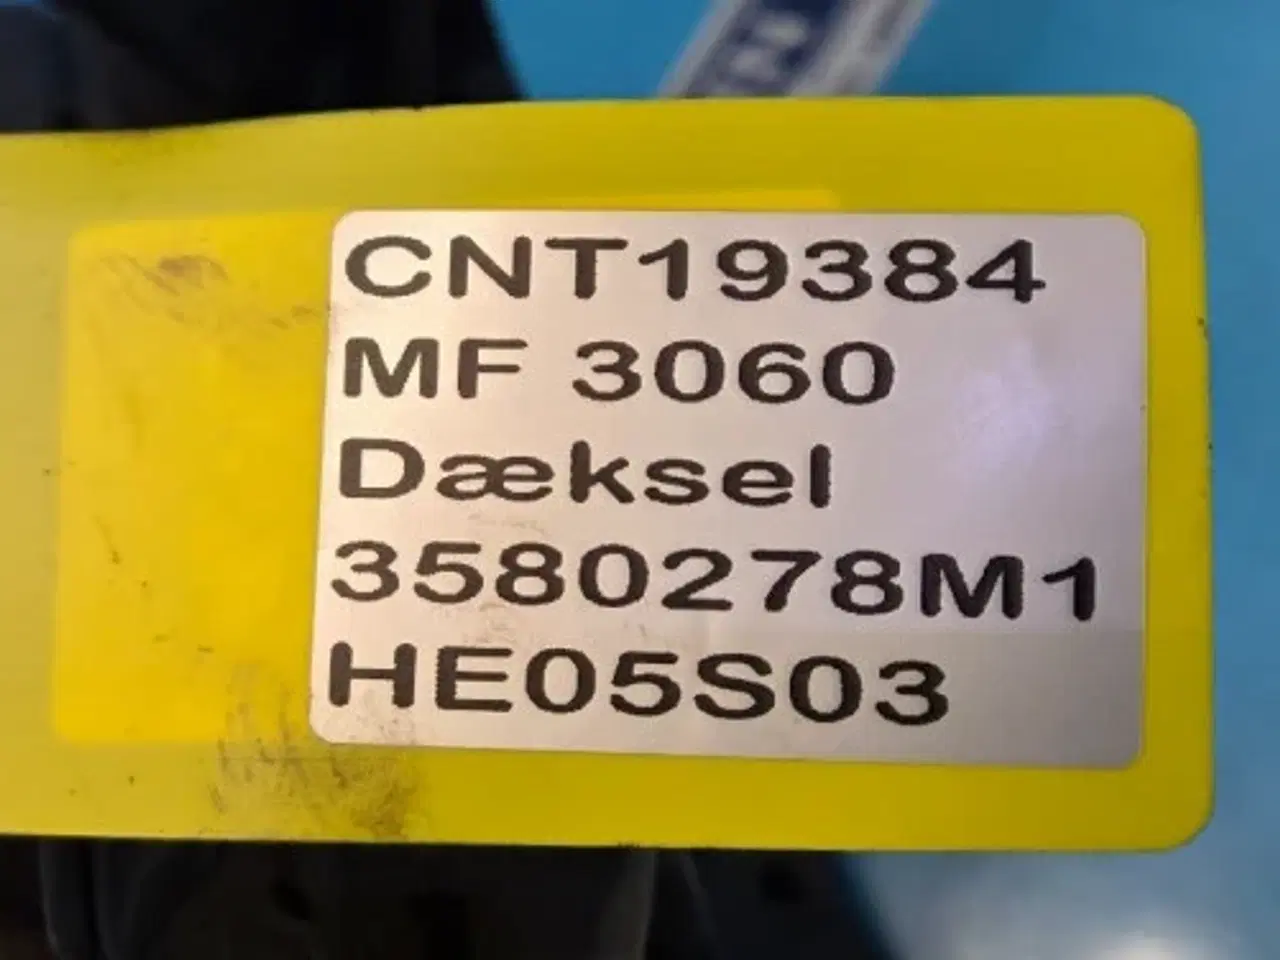 CNT19384
MF 3060
Dæksel
3580278M1
HE05S03